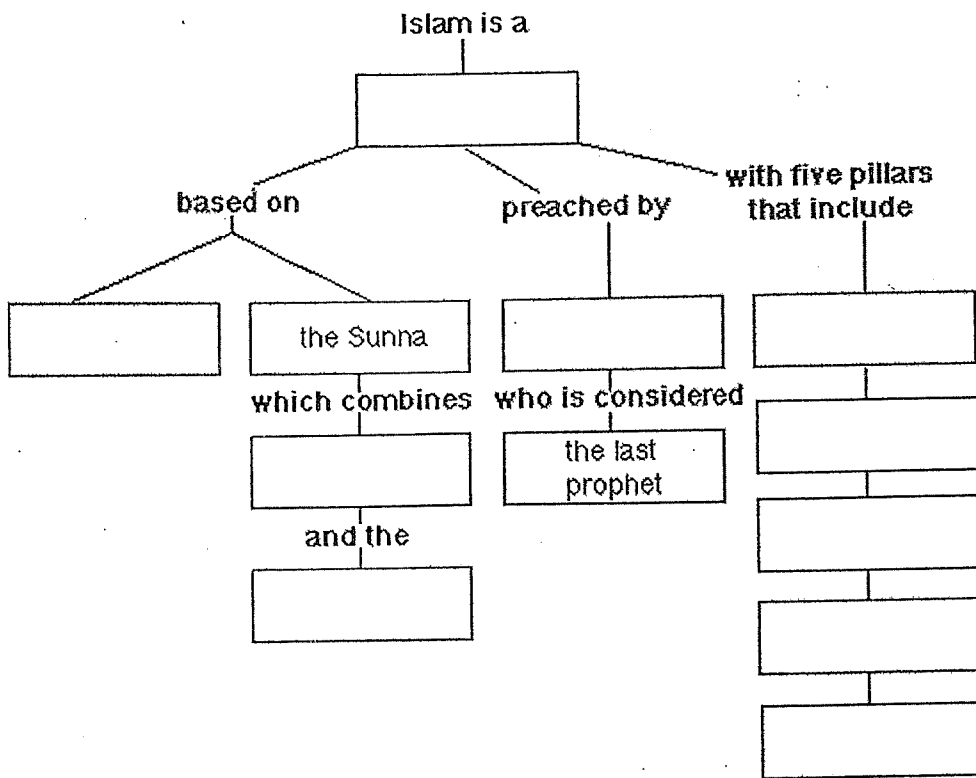 Islam is a
based on
preached by
with five pillars
that include
the Sunna
which combines
who is considered
the last
prophet
and the